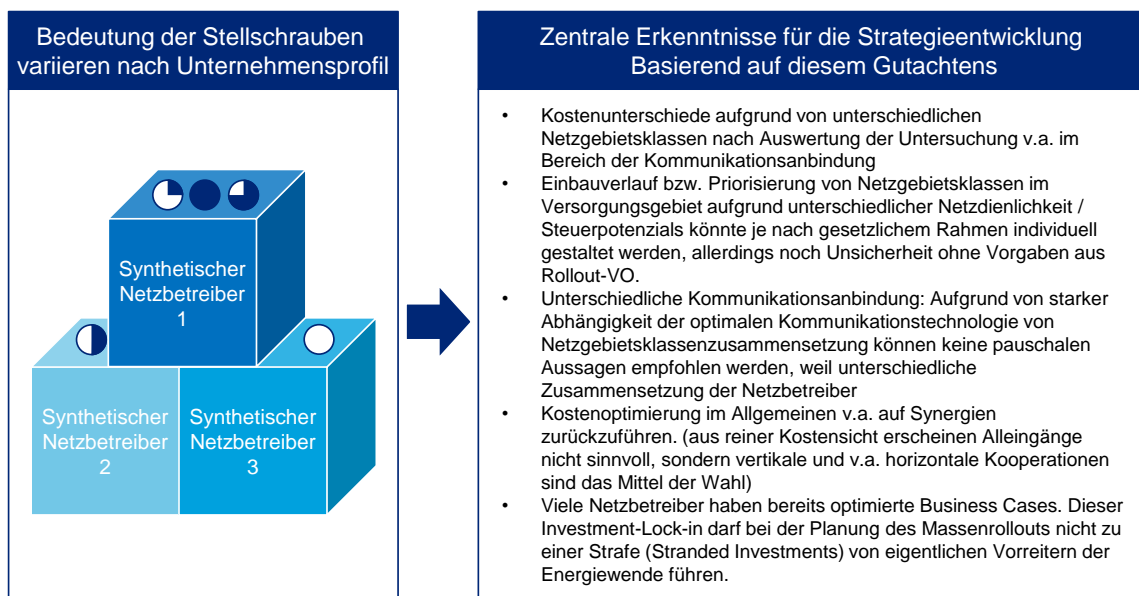 Bedeutung der Stellschrauben
variieren nach Unternehmensprofil
Synthetischer
Netzbetreiber
1
Synthetischer
Netzbetreiber
2
Synthetischer
Netzbetreiber
3
Zentrale Erkenntnisse für die Strategieentwicklung
Basierend auf diesem Gutachtens
• Kostenunterschiede aufgrund von unterschiedlichen
Netzgebietsklassen nach Auswertung der Untersuchung v.a. im
Bereich der Kommunikationsanbindung
• Einbauverlauf bzw. Priorisierung von Netzgebietsklassen im
Versorgungsgebiet aufgrund unterschiedlicher Netzdienlichkeit /
Steuerpotenzials könnte je nach gesetzlichem Rahmen individuell
gestaltet werden, allerdings noch Unsicherheit ohne Vorgaben aus
Rollout-VO.
• Unterschiedliche Kommunikationsanbindung: Aufgrund von starker
Abhängigkeit der optimalen Kommunikationstechnologie von
Netzgebietsklassenzusammensetzung können keine pauschalen
Aussagen empfohlen werden, weil unterschiedliche
Zusammensetzung der Netzbetreiber
• Kostenoptimierung im Allgemeinen v.a. auf Synergien
zurückzuführen. (aus reiner Kostensicht erscheinen Alleingänge
nicht sinnvoll, sondern vertikale und v.a. horizontale Kooperationen
sind das Mittel der Wahl)
• Viele Netzbetreiber haben bereits optimierte Business Cases. Dieser
Investment-Lock-in darf bei der Planung des Massenrollouts nicht zu
einer Strafe (Stranded Investments) von eigentlichen Vorreitern der
Energiewende führen.